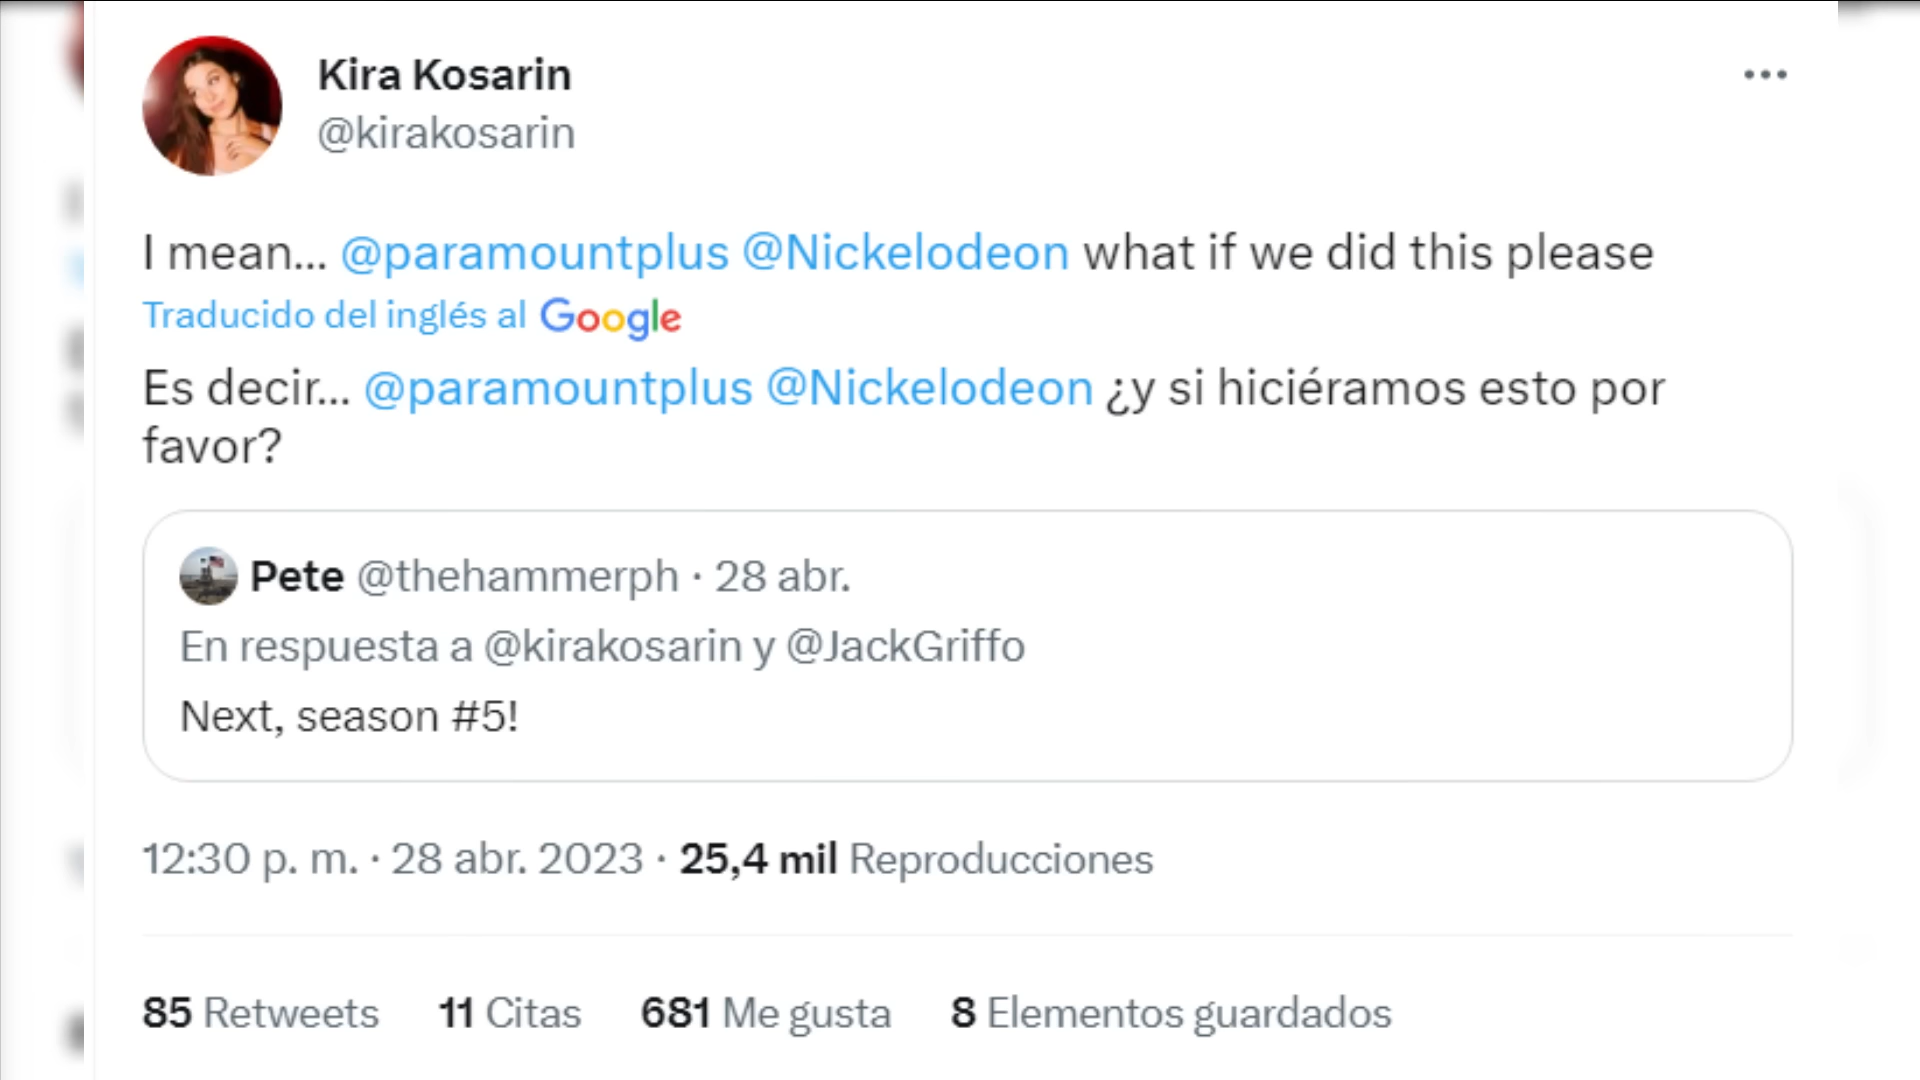 Kira Kosarin
@kirakosarin
I mean... @paramountplus @Nickelodeon what if we did this please
Traducido del inglés al Google
Es decir... @paramountplus @Nickelodeon ¿y si hiciéramos esto por
favor?
Pete @thehammerph · 28 abr.
En respuesta a @kirakosarin y @JackGriffo
Next, season #5!
12:30 p. m. · 28 abr. 2023 · 25,4 mil Reproducciones
85 Retweets 11 Citas 681 Me gusta 8 Elementos guardados